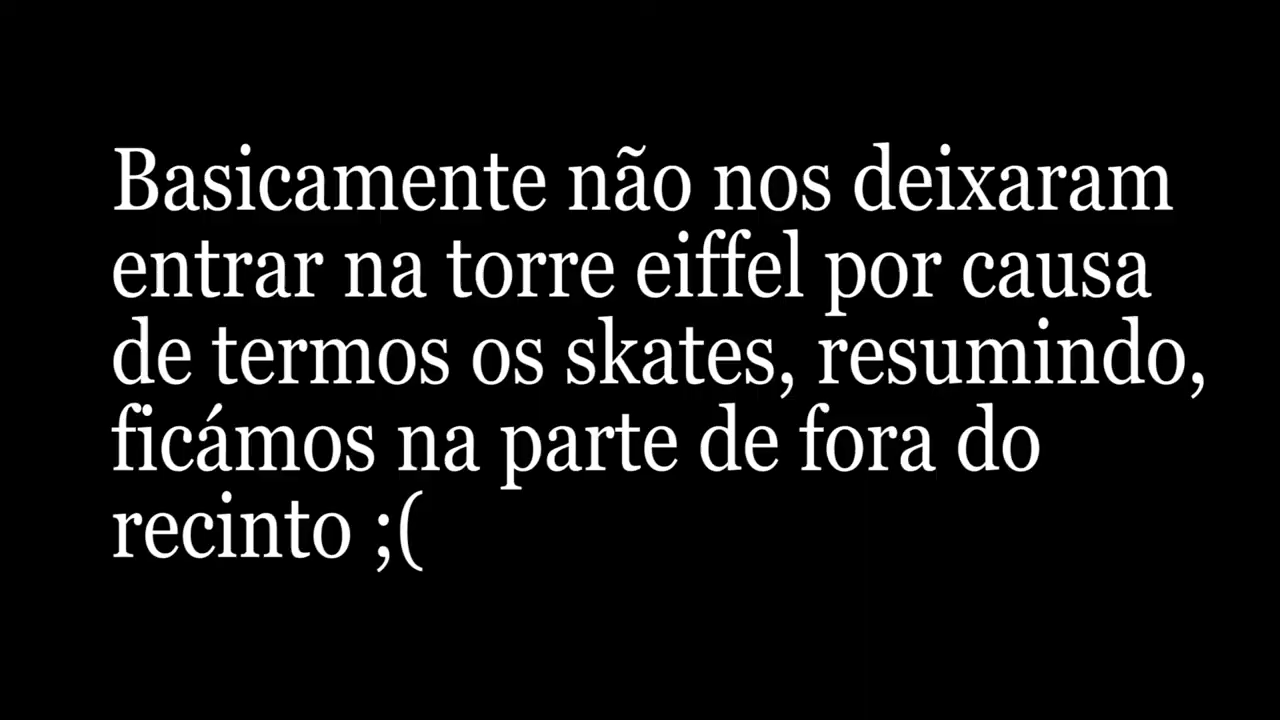 Basicamente não nos deixaram
entrar na torre eiffel por causa
de termos os skates, resumindo,
ficámos na parte de fora do
recinto ;(